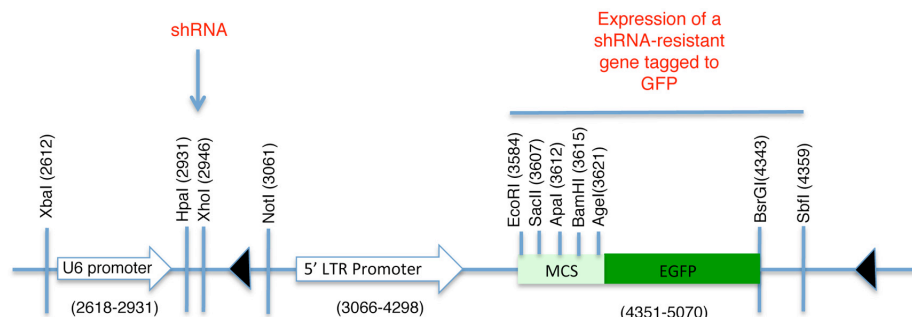 shRNA
Expression of a
shRNA-resistant
gene tagged to
GFP
XbaI (2612)
HpaI (2931)
XhoI (2946)
NotI (3061)
EcoRI (3584)
SacII (3607)
ApaI (3612)
BamHI (3615)
AgeI(3621)
BsrGI(4343)
SbfI (4359)
U6 promoter
5' LTR Promoter
MCS
EGFP
(2618-2931)
(3066-4298)
(4351-5070)